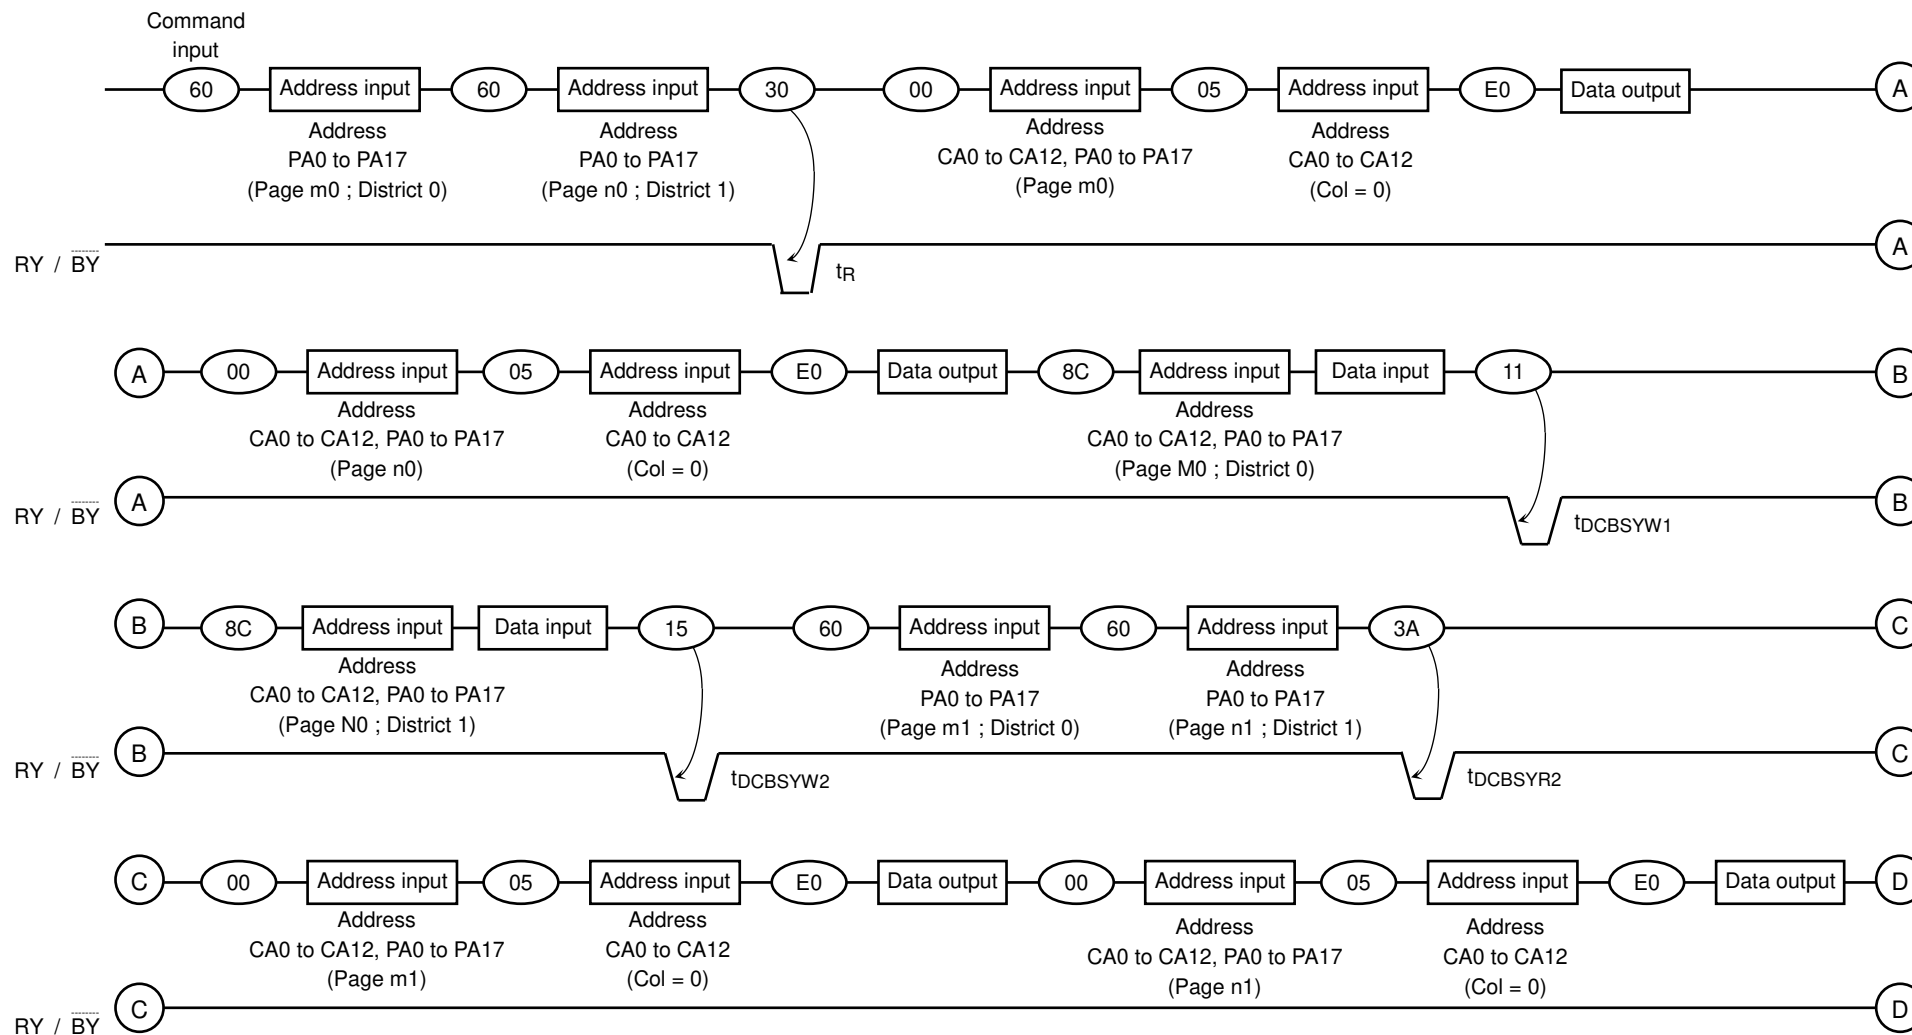 Command
input
60 Address input 60 Address input 30 00 Address input 05 Address input E0 Data output A
Address
PA0 to PA17
(Page m0 ; District 0)
Address
PA0 to PA17
(Page n0 ; District 1)
Address
CA0 to CA12, PA0 to PA17
(Page m0)
Address
CA0 to CA12
(Col = 0)
RY / BY tR A
A 00 Address input 05 Address input E0 Data output 8C Address input Data input 11 B
Address
CA0 to CA12, PA0 to PA17
(Page n0)
Address
CA0 to CA12
(Col = 0)
Address
CA0 to CA12, PA0 to PA17
(Page M0 ; District 0)
RY / BY A tDCBSYW1 B
B 8C Address input Data input 15 60 Address input 60 Address input 3A C
Address
CA0 to CA12, PA0 to PA17
(Page N0 ; District 1)
Address
PA0 to PA17
(Page m1 ; District 0)
Address
PA0 to PA17
(Page n1 ; District 1)
RY / BY B tDCBSYW2 tDCBSYR2 C
C 00 Address input 05 Address input E0 Data output 00 Address input 05 Address input E0 Data output D
Address
CA0 to CA12, PA0 to PA17
(Page m1)
Address
CA0 to CA12
(Col = 0)
Address
CA0 to CA12, PA0 to PA17
(Page n1)
Address
CA0 to CA12
(Col = 0)
RY / BY C D